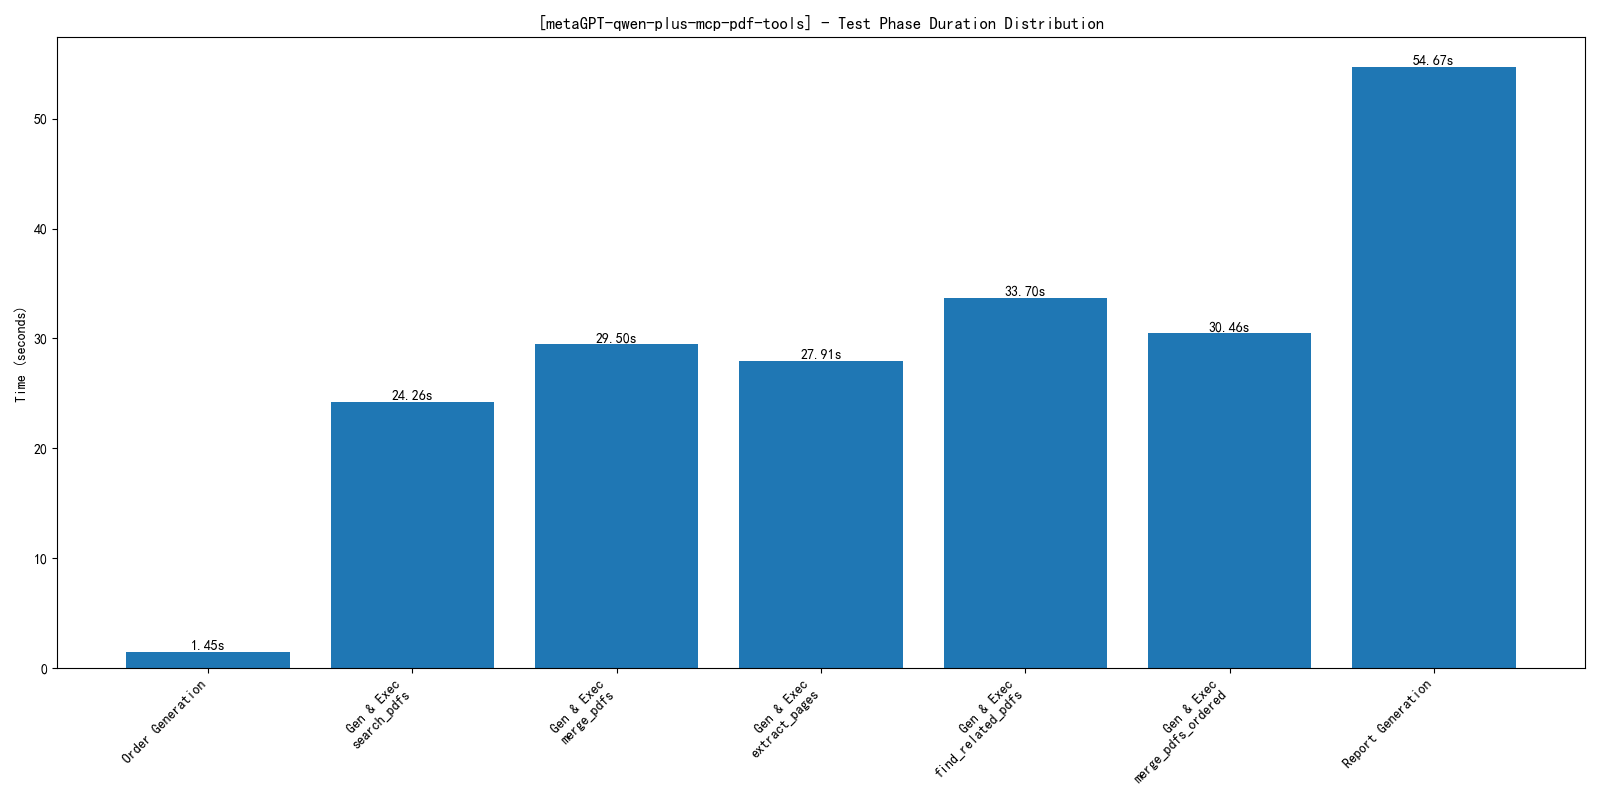 [metaGPT-qwen-plus-mcp-pdf-tools] - Test Phase Duration Distribution
Time (seconds)
50
40
30
20
10
0
1.45s
24.26s
29.50s
27.91s
33.70s
30.46s
54.67s
Order Generation
Gen & Exec
search_pdfs
Gen & Exec
merge_pdfs
Gen & Exec
extract_pages
Gen & Exec
find_related_pdfs
Gen & Exec
merge_pdfs_ordered
Report Generation